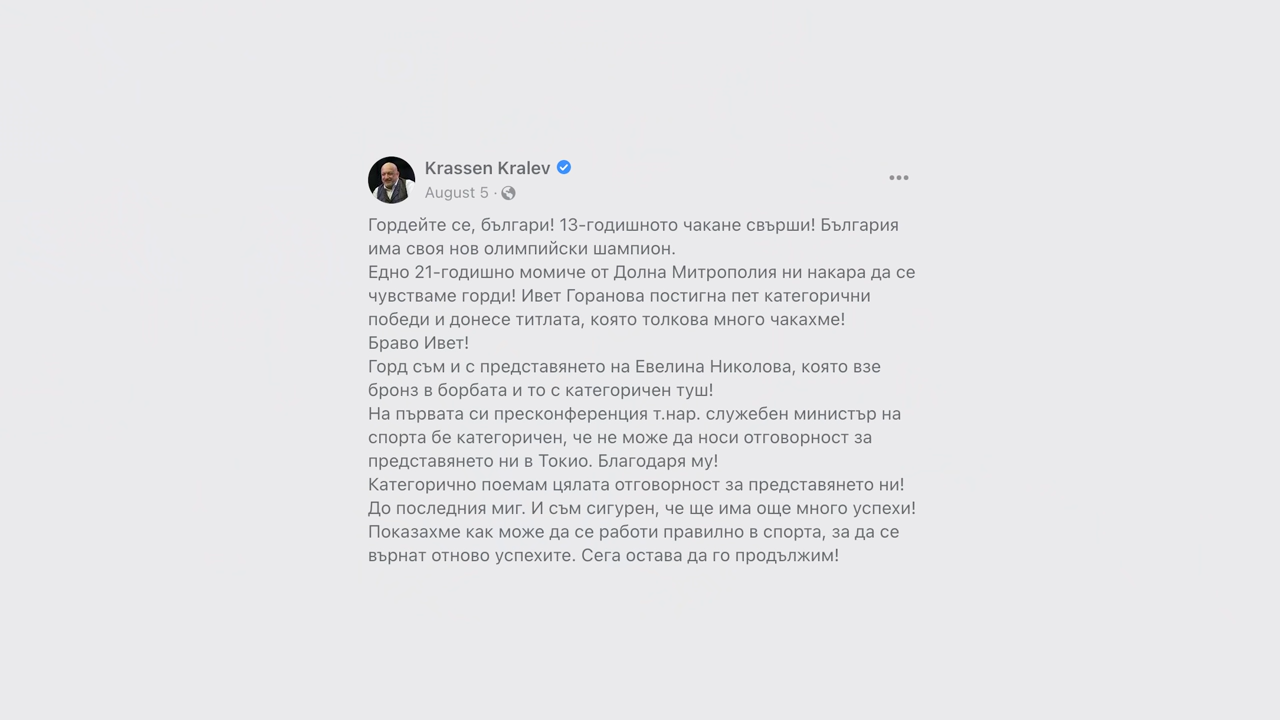 Krassen Kralev
August 5 ·
Гордейте се, българи! 13-годишното чакане свърши! България
има своя нов олимпийски шампион.
Едно 21-годишно момиче от Долна Митрополия ни накара да се
чувстваме горди! Ивет Горанова постигна пет категорични
победи и донесе титлата, която толкова много чакахме!
Браво Ивет!
Горд съм и с представянето на Евелина Николова, която взе
бронз в борбата и то с категоричен туш!
На първата си пресконференция т.нар. служебен министър на
спорта бе категоричен, че не може да носи отговорност за
представянето ни в Токио. Благодаря му!
Категорично поемам цялата отговорност за представянето ни!
До последния миг. И съм сигурен, че ще има още много успехи!
Показахме как може да се работи правилно в спорта, за да се
върнат отново успехите. Сега остава да го продължим!